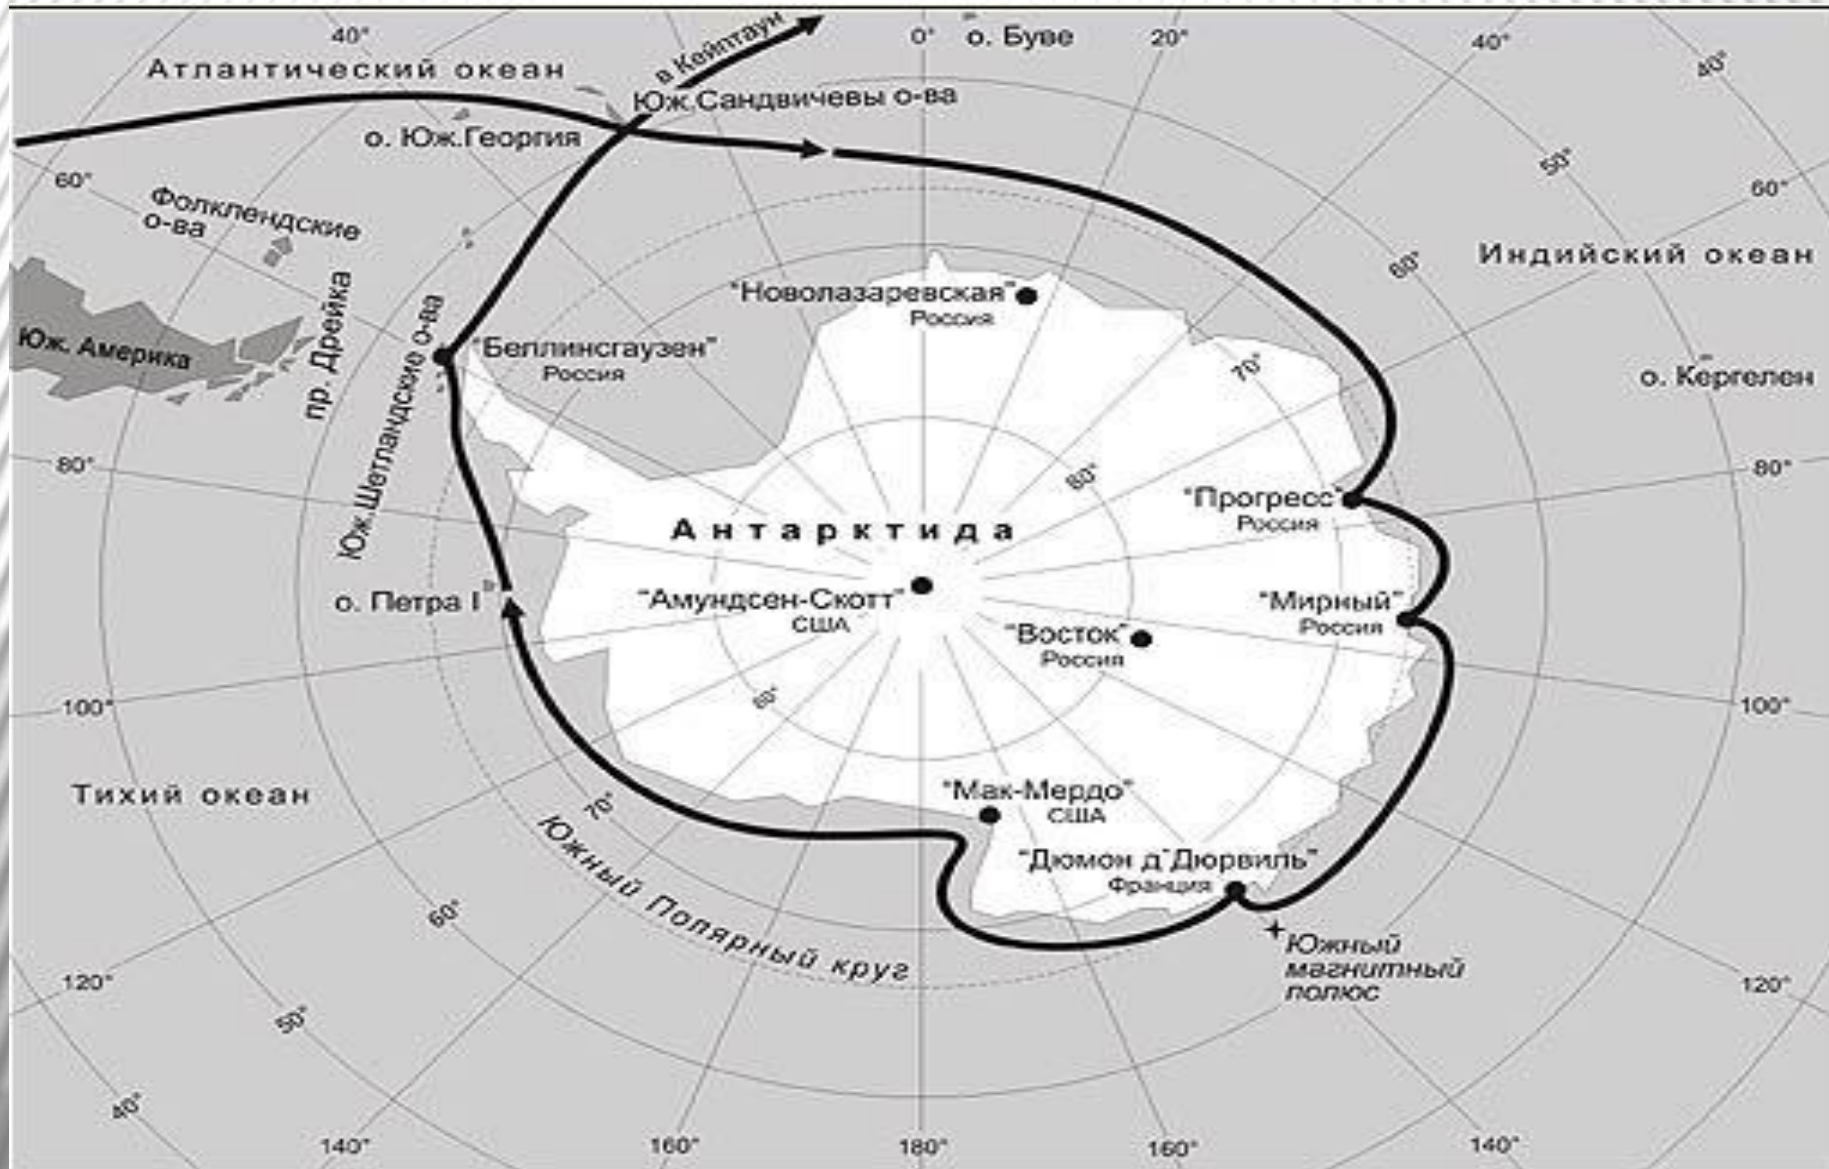 40°
0°
о. Буве
20°
40°
40°
Атлантический океан
в Кейптаун
Юж.Сандвичевы о-ва
о. Юж.Георгия
50°
60°
60°
Фолклендские
о-ва
Индийский океан
60°
"Новолазаревская"
Россия
Юж. Америка
пр. Дрейка
Юж.Шетландские о-ва
"Беллинсгаузен"
Россия
70°
о. Кергелен
80°
80°
80°
"Прогресс"
Россия
Антарктида
о. Петра I
"Амундсен-Скотт"
США
"Восток"
Россия
"Мирный"
Россия
80°
100°
100°
Тихий океан
70°
"Мак-Мердо"
США
"Дюмон д"Дюрвиль"
Франция
Южный Полярный круг
60°
Южный
магнитный
полюс
120°
120°
50°
40°
140°
160°
180°
160°
140°